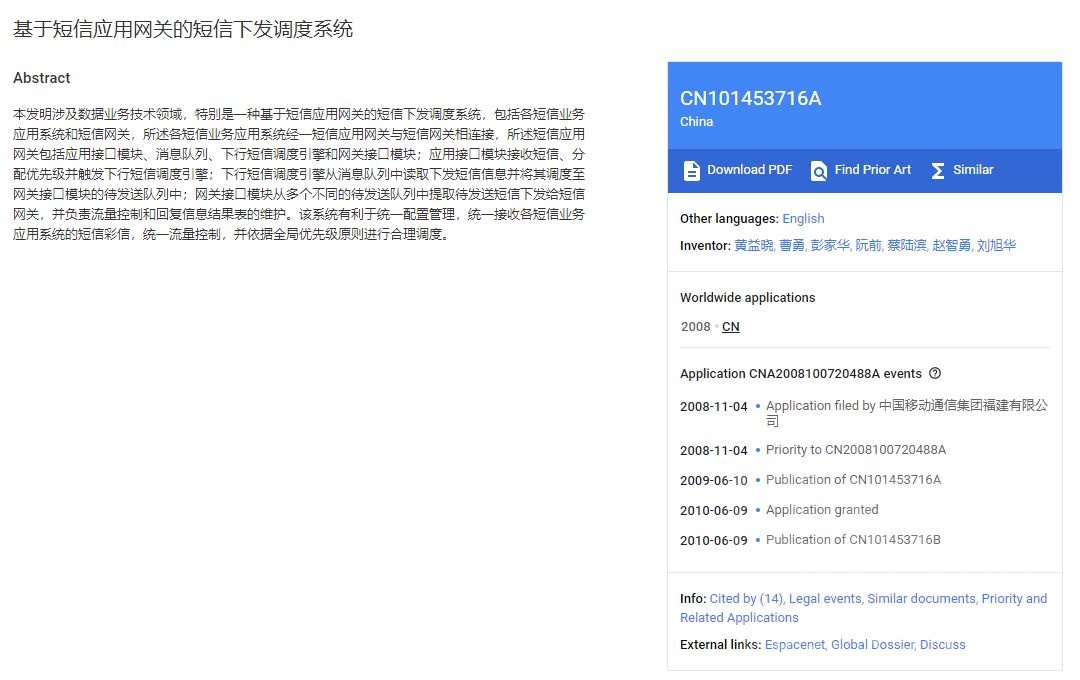 基于短信应用网关的短信下发调度系统
Abstract
本发明涉及数据业务技术领域，特别是一种基于短信应用网关的短信下发调度系统，包括各短信业务
应用系统和短信网关，所述各短信业务应用系统经一短信应用网关与短信网关相连接，所述短信应用
网关包括应用接口模块、消息队列、下行短信调度引擎和网关接口模块；应用接口模块接收短信、分
配优先级并触发下行短信调度引擎；下行短信调度引擎从消息队列中读取下发短信信息并将其调度至
网关接口模块的待发送队列中；网关接口模块从多个不同的待发送队列中提取待发送短信下发给短信
网关，并负责流量控制和回复信息结果表的维护。该系统有利于统一配置管理，统一接收各短信业务
应用系统的短信彩信，统一流量控制，并依据全局优先级原则进行合理调度。
CN101453716A
China
Download PDF Find Prior Art Similar
Other languages: English
Inventor: 黄益晓, 曹勇, 彭家华, 阮前, 蔡陆滨, 赵智勇, 刘旭华
Worldwide applications
2008 CN
Application CNA2008100720488A events
2008-11-04 Application filed by 中国移动通信集团福建有限公
司
2008-11-04 Priority to CN2008100720488A
2009-06-10 Publication of CN101453716A
2010-06-09 Application granted
2010-06-09 Publication of CN101453716B
Info: Cited by (14), Legal events, Similar documents, Priority and
Related Applications
External links: Espacenet, Global Dossier, Discuss